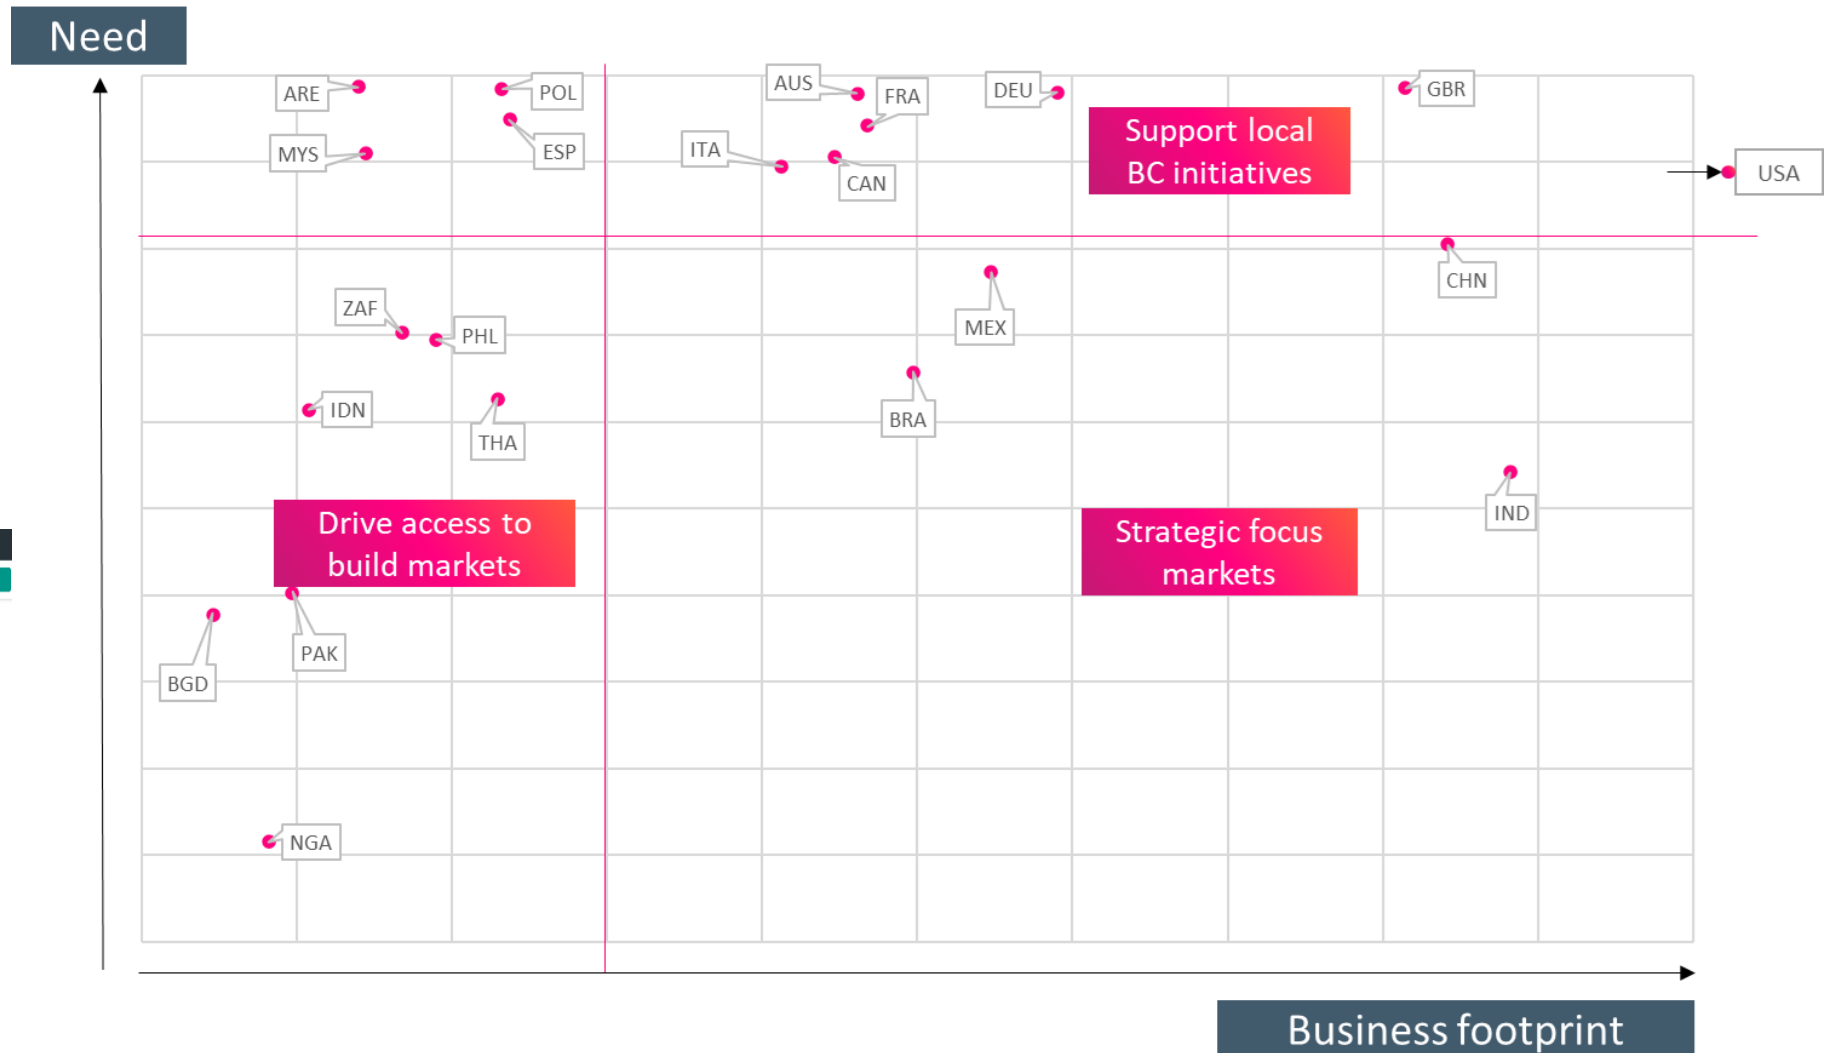 Need
ARE
POL
AUS
FRA
DEU
GBR
Support local
BC initiatives
MYS
ESP
ITA
CAN
USA
CHN
ZAF
PHL
MEX
IDN
THA
BRA
IND
Drive access to
build markets
Strategic focus
markets
PAK
BGD
NGA
Business footprint